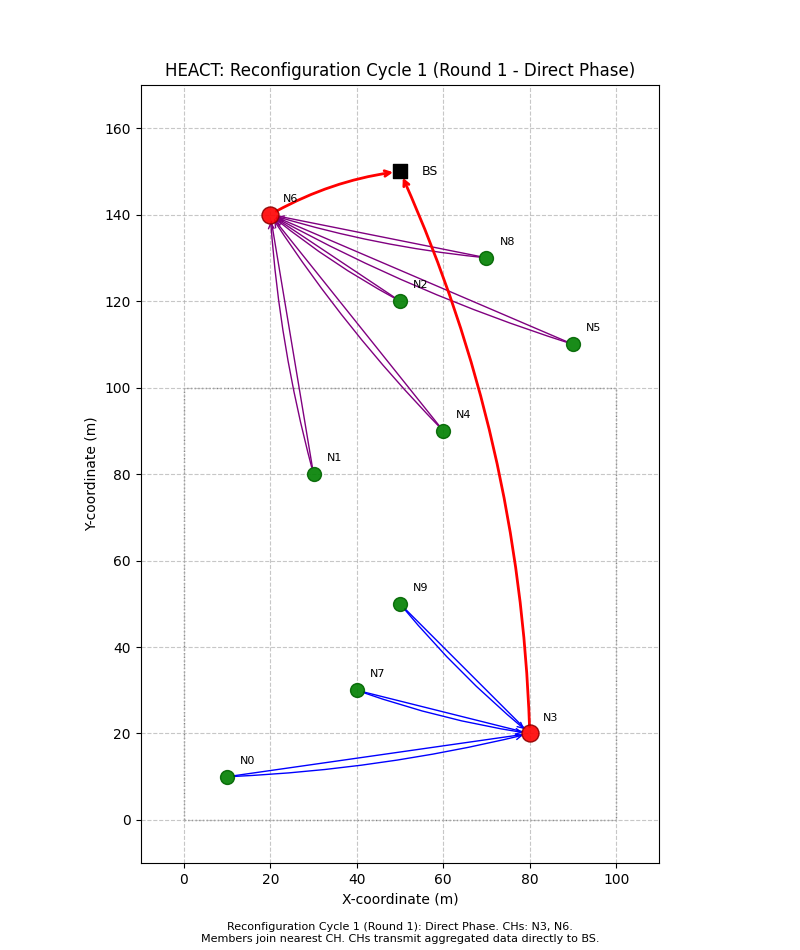 HEACT: Reconfiguration Cycle 1 (Round 1 - Direct Phase)
160
BS
N6
140
N8
N2
120
N5
100
N4
N1
80
60
N9
40
N7
N3
20
N0
0
Y-coordinate (m)
0 20 40 60 80 100
X-coordinate (m)
Reconfiguration Cycle 1 (Round 1): Direct Phase. CHs: N3, N6.
Members join nearest CH. CHs transmit aggregated data directly to BS.